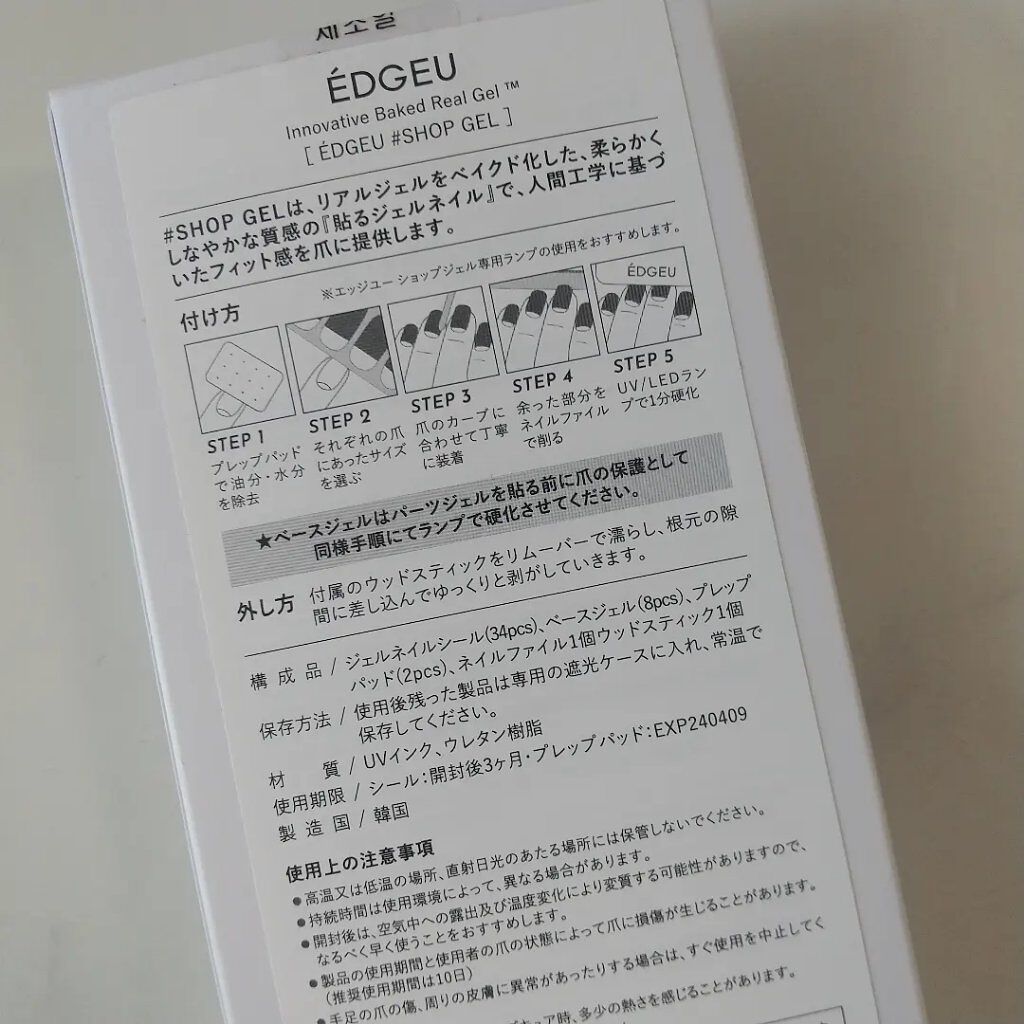 ÉDGEU
Innovative Baked Real Gel ™
[ ÉDGEU #SHOP GEL ]
#SHOP GELは、リアルジェルをベイクド化した、柔らかく
しなやかな質感の『貼るジェルネイル』で、人間工学に基づ
いたフィット感を爪に提供します。
※エッジユー ショップジェル専用ランプの使用をおすすめします。
付け方
ÉDGEU
STEP 1
プレップパッド
で油分・水分
を除去
STEP 2
それぞれの爪
にあったサイズ
を選ぶ
STEP 3
爪のカーブに
合わせて丁寧
に装着
STEP 4
余った部分を
ネイルファイル
で削る
STEP 5
UV/LEDラン
プで1分硬化
★ベースジェルはパーツジェルを貼る前に爪の保護として
同様手順にてランプで硬化させてください。
外し方 付属のウッドスティックをリムーバーで濡らし、根元の隙
間に差し込んでゆっくりと剥がしていきます。
構成品 / ジェルネイルシール(34pcs)、ベースジェル(8pcs)、プレップ
パッド(2pcs)、ネイルファイル1個ウッドスティック1個
保存方法 / 使用後残った製品は専用の遮光ケースに入れ、常温で
保存してください。
材質 / UVインク、ウレタン樹脂
使用期限 / シール：開封後3ヶ月・プレップパッド：EXP240409
製造国 / 韓国
使用上の注意事項
●高温又は低温の場所、直射日光のあたる場所には保管しないでください。
●持続時間は使用環境によって、異なる場合があります。
●開封後は、空気中への露出及び温度変化により変質する可能性がありますので、
なるべく早く使うことをおすすめします。
●製品の使用期間と使用者の爪の状態によって爪に損傷が生じることがあります。
(推奨使用期間は10日)
●手足の爪の傷、周りの皮膚に異常があったりする場合は、すぐ使用を中止してく
時、多少の熱さを感じることがあります。